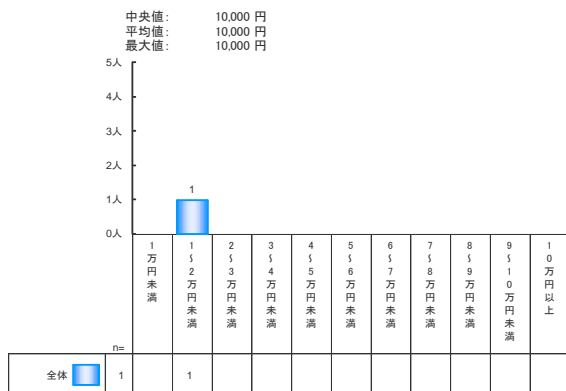 中央値: 10,000 円
平均値: 10,000 円
最大値: 10,000 円
5人
4人
3人
2人
1人
0人
1
1万円未満
1~2万円未満
2~3万円未満
3~4万円未満
4~5万円未満
5~6万円未満
6~7万円未満
7~8万円未満
8~9万円未満
9~10万円未満
10万円以上
n=
全体 1 1